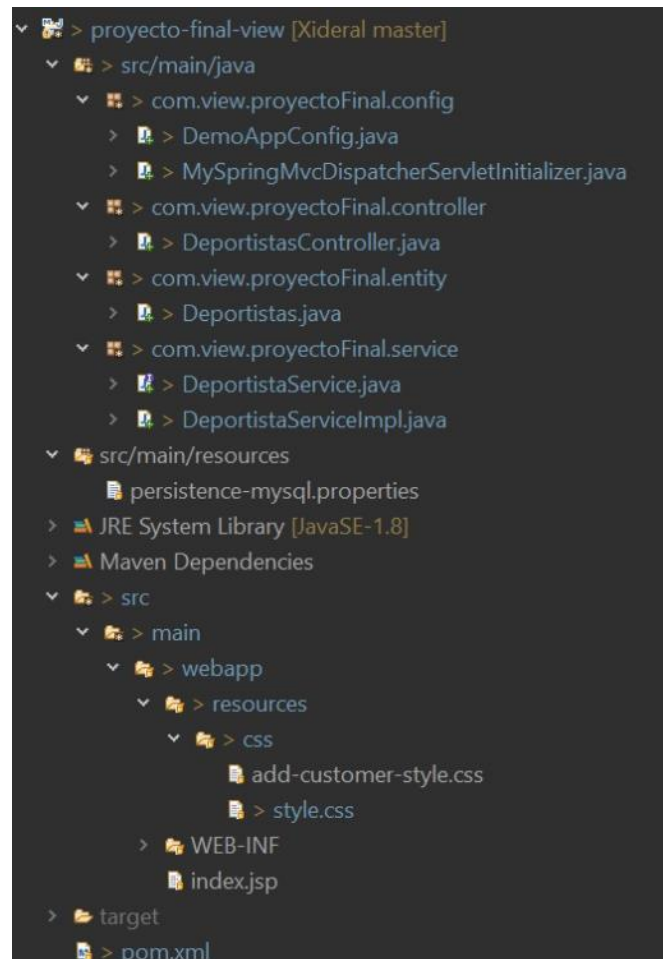 > proyecto-final-view [Xideral master]
> src/main/java
> com.view.proyectoFinal.config
> DemoAppConfig.java
> MySpringMvcDispatcherServletInitializer.java
> com.view.proyectoFinal.controller
> DeportistasController.java
> com.view.proyectoFinal.entity
> Deportistas.java
> com.view.proyectoFinal.service
> DeportistaService.java
> DeportistaServiceImpl.java
src/main/resources
persistence-mysql.properties
JRE System Library [JavaSE-1.8]
Maven Dependencies
> src
> main
> webapp
> resources
> css
add-customer-style.css
> style.css
WEB-INF
index.jsp
target
> pom.xml